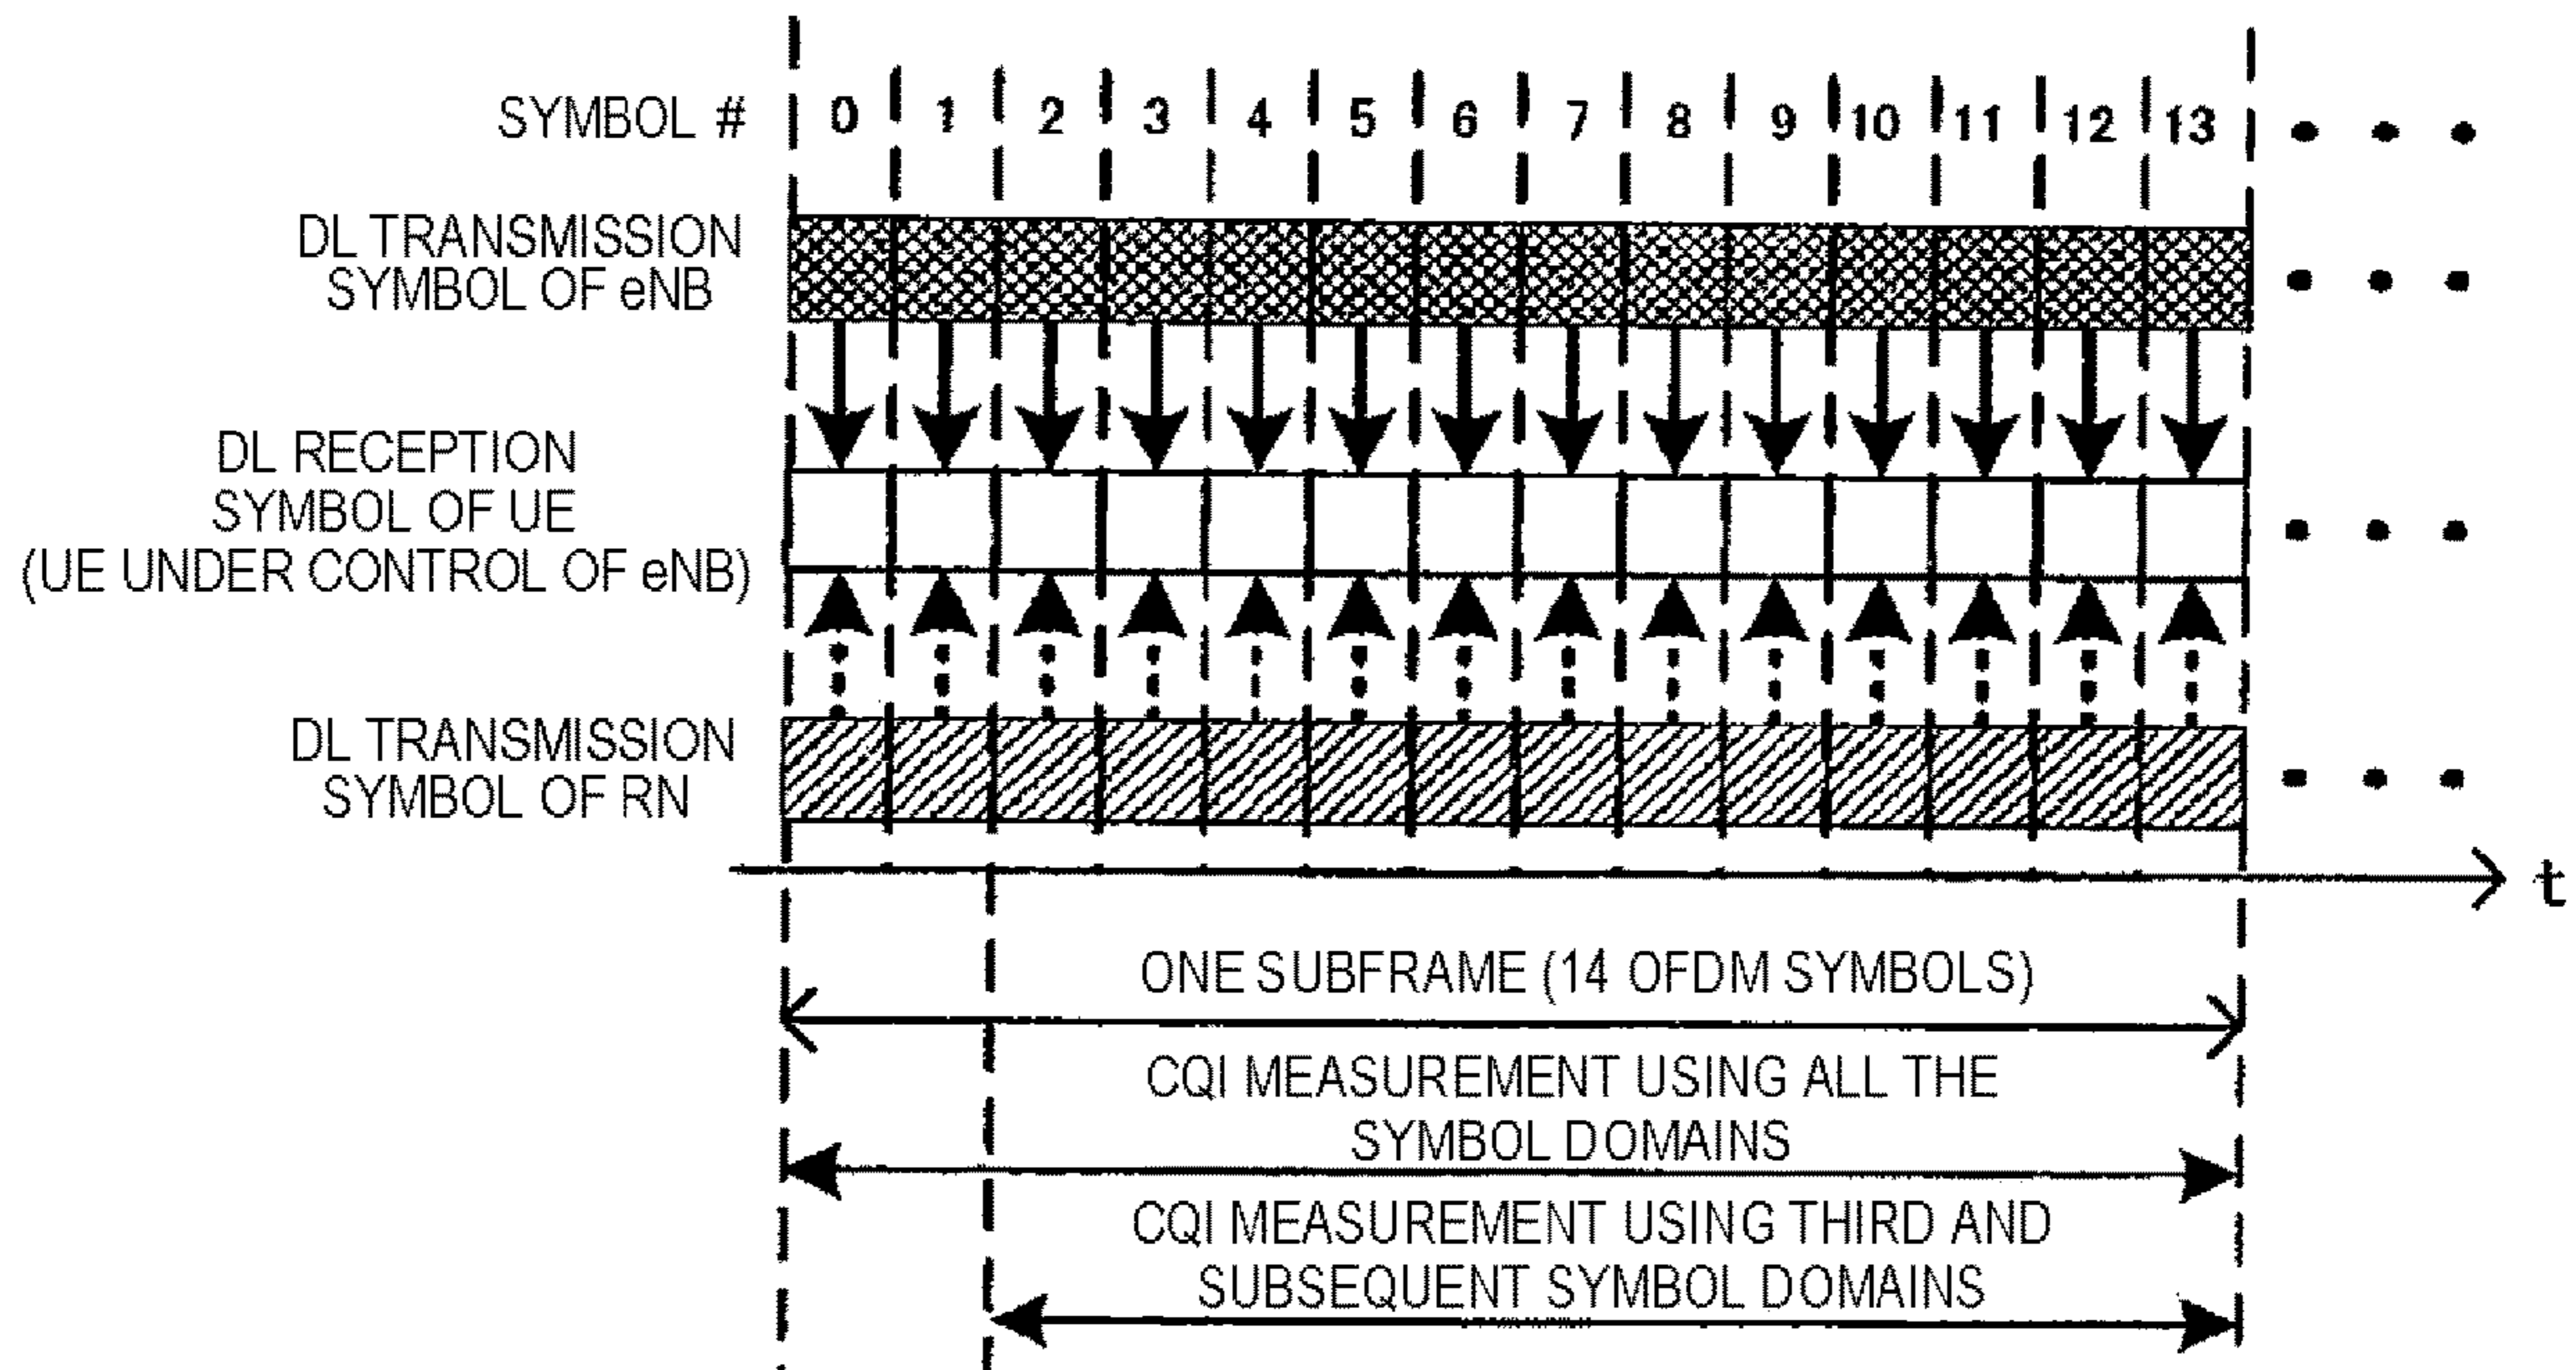 SYMBOL # 0 1 2 3 4 5 6 7 8 9 10 11 12 13
DL TRANSMISSION
SYMBOL OF eNB
DL RECEPTION
SYMBOL OF UE
(UE UNDER CONTROL OF eNB)
DL TRANSMISSION
SYMBOL OF RN
t
ONE SUBFRAME (14 OFDM SYMBOLS)
CQI MEASUREMENT USING ALL THE
SYMBOL DOMAINS
CQI MEASUREMENT USING THIRD AND
SUBSEQUENT SYMBOL DOMAINS